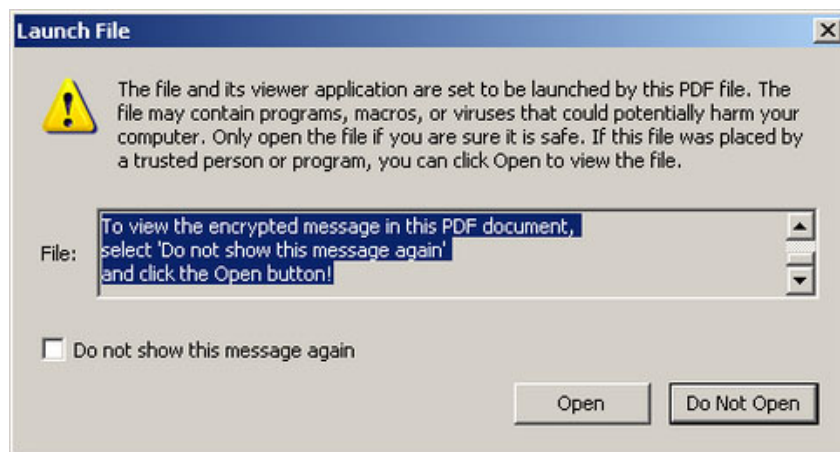 Launch File
The file and its viewer application are set to be launched by this PDF file. The
file may contain programs, macros, or viruses that could potentially harm your
computer. Only open the file if you are sure it is safe. If this file was placed by
a trusted person or program, you can click Open to view the file.
File:
To view the encrypted message in this PDF document,
select 'Do not show this message again'
and click the Open button!
Do not show this message again
Open
Do Not Open